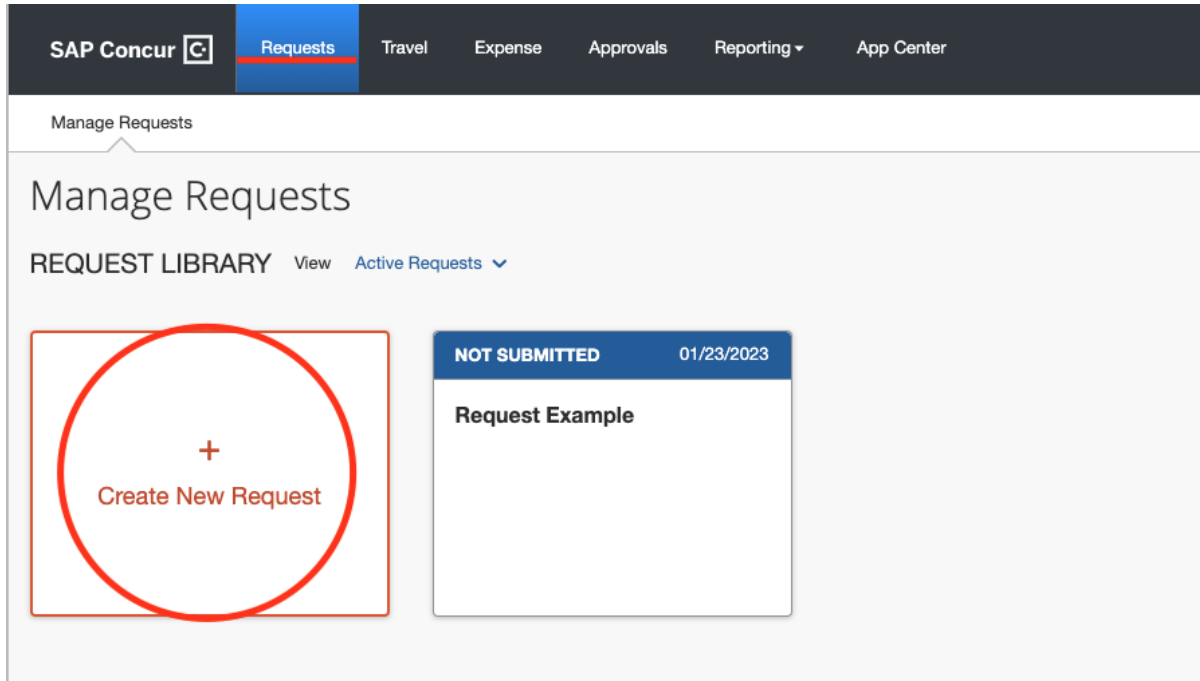 SAP Concur C Requests Travel Expense Approvals Reporting App Center
Manage Requests
Manage Requests
REQUEST LIBRARY View Active Requests
NOT SUBMITTED 01/23/2023
Request Example
+
Create New Request